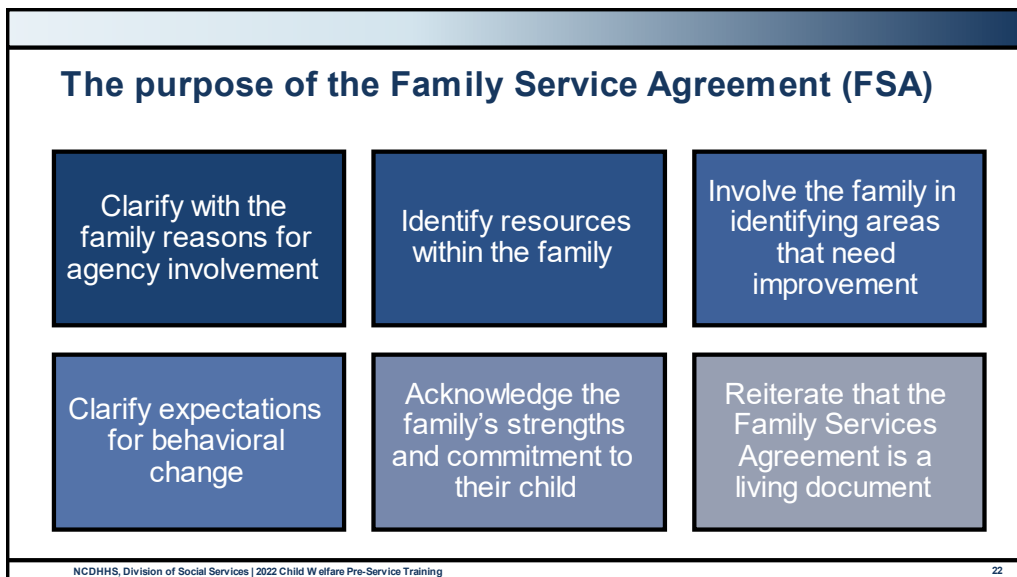 The purpose of the Family Service Agreement (FSA)
Clarify with the
family reasons for
agency involvement
Identify resources
within the family
Involve the family in
identifying areas
that need
improvement
Clarify expectations
for behavioral
change
Acknowledge the
family's strengths
and commitment to
their child
Reiterate that the
Family Services
Agreement is a
living document
NCDHHS, Division of Social Services | 2022 Child Welfare Pre-Service Training
22